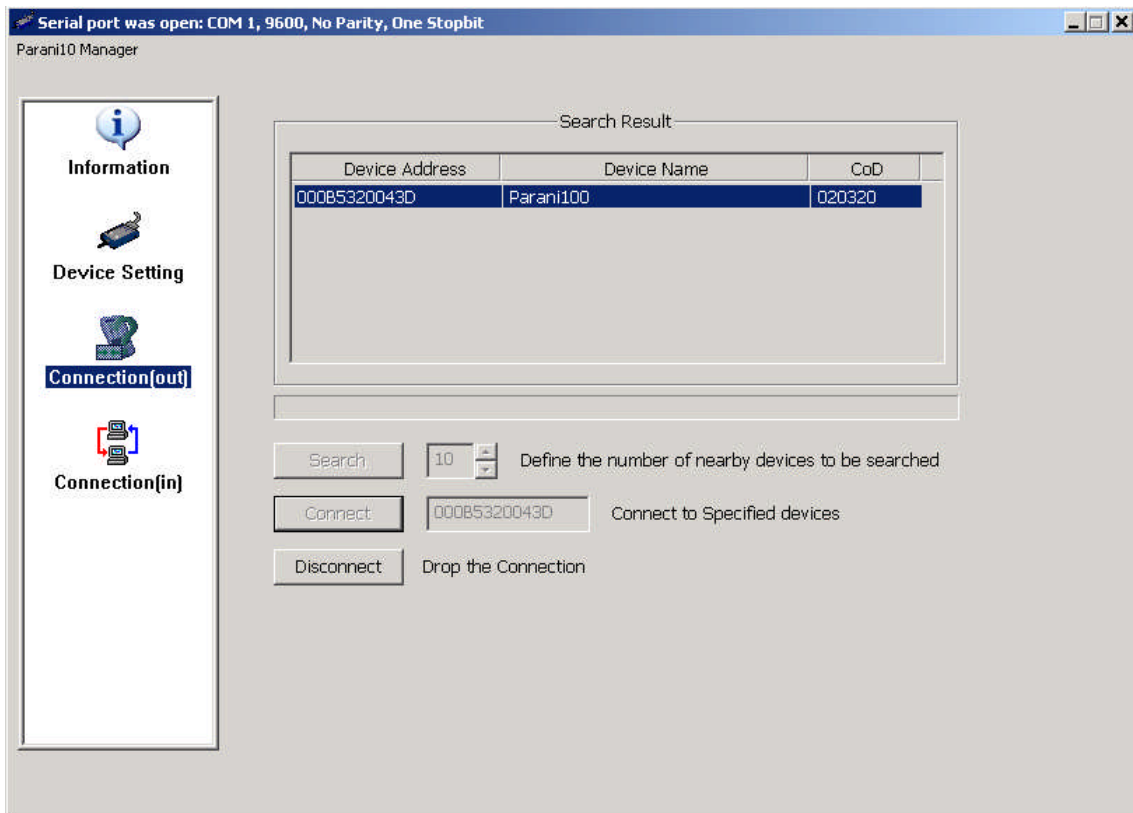 Serial port was open: COM 1, 9600, No Parity, One Stopbit
Parani10 Manager
Information
Device Setting
Connection(out)
Connection(in)
Search Result
Device Address Device Name CoD
000B5320043D Parani100 020320
Search 10 Define the number of nearby devices to be searched
Connect 000B5320043D Connect to Specified devices
Disconnect Drop the Connection